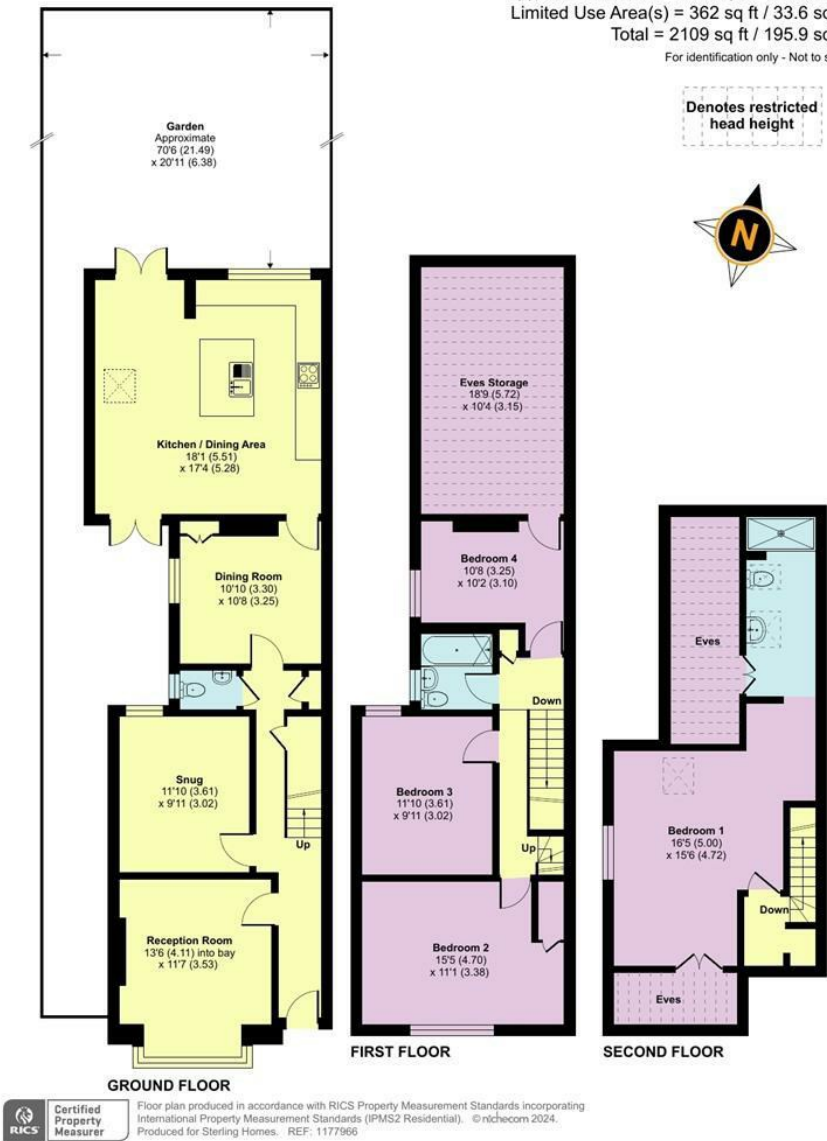 Limited Use Area(s) = 362 sq ft / 33.6 sq
Total = 2109 sq ft / 195.9 sq
For identification only - Not to s
Denotes restricted
head height
N
Garden
Approximate
70'6 (21.49)
x 20'11 (6.38)
Kitchen / Dining Area
18'1 (5.51)
x 17'4 (5.28)
Dining Room
10'10 (3.30)
x 10'8 (3.25)
Snug
11'10 (3.61)
x 9'11 (3.02)
Up
Reception Room
13'6 (4.11) into bay
x 11'7 (3.53)
GROUND FLOOR
Eves Storage
18'9 (5.72)
x 10'4 (3.15)
Bedroom 4
10'8 (3.25)
x 10'2 (3.10)
Down
Bedroom 3
11'10 (3.61)
x 9'11 (3.02)
Up
Bedroom 2
15'5 (4.70)
x 11'1 (3.38)
FIRST FLOOR
Eves
Bedroom 1
16'5 (5.00)
x 15'6 (4.72)
Down
Eves
SECOND FLOOR
RICS
Certified
Property
Measurer
Floor plan produced in accordance with RICS Property Measurement Standards incorporating
International Property Measurement Standards (IPMS2 Residential). © nichecom 2024.
Produced for Sterling Homes. REF: 1177966